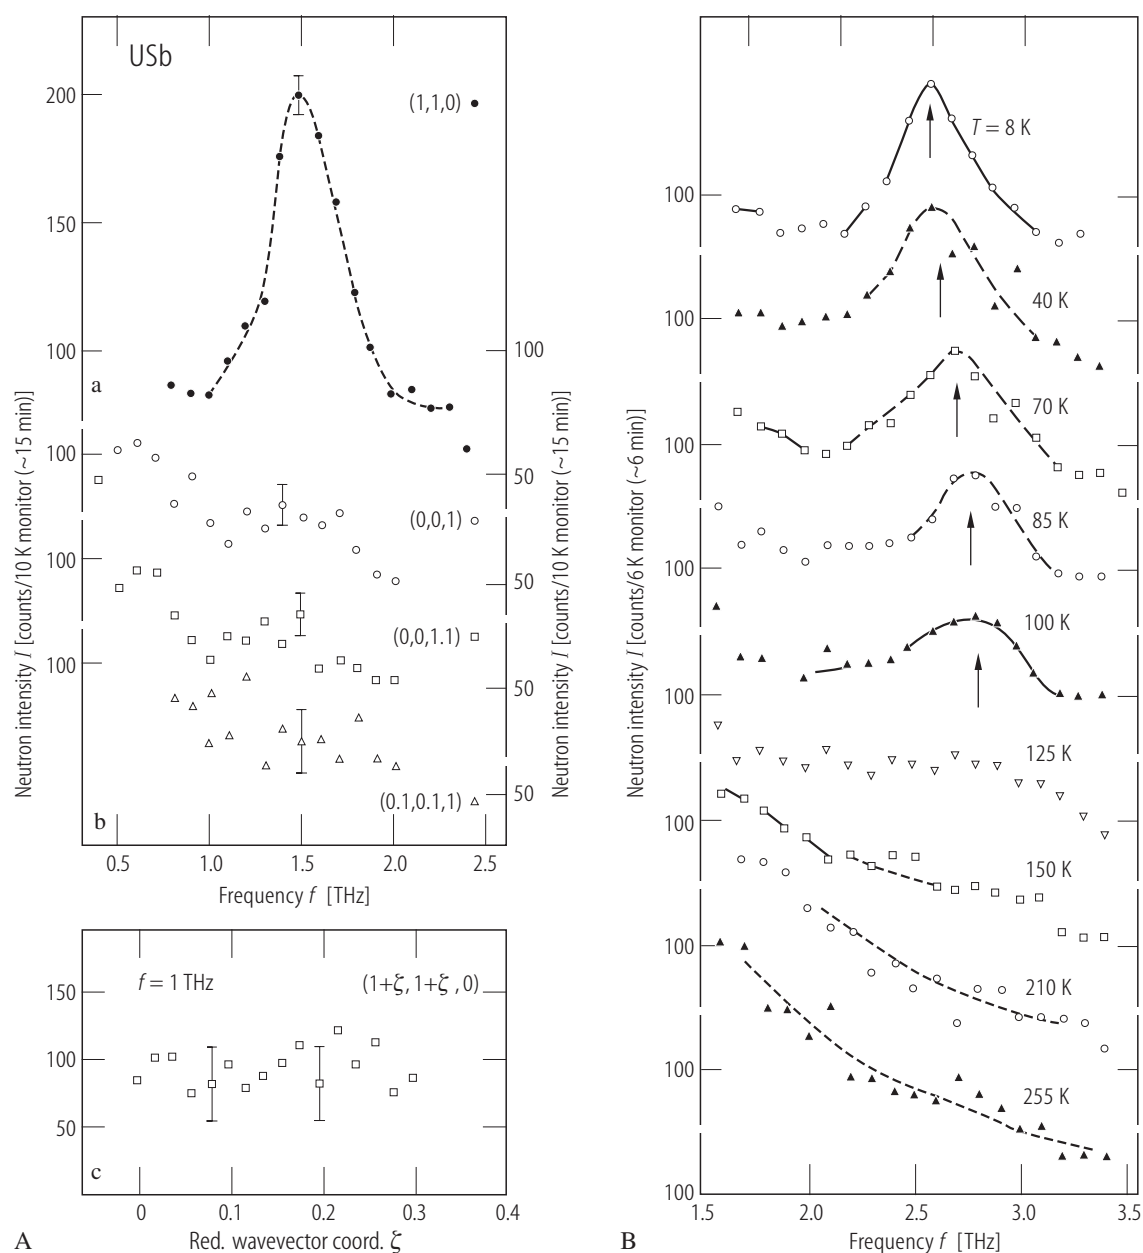 USb
200
150
100
a
(1,1,0)
100
100
50
(0,0,1)
100
50
(0,0,1.1)
100
50
(0.1,0.1,1)
50
b
0.5 1.0 1.5 2.0 2.5
Frequency f [THz]
Neutron intensity I [counts/10 K monitor (~15 min)]
Neutron intensity I [counts/10 K monitor (~15 min)]
f = 1 THz
(1+ζ, 1+ζ , 0)
150
100
50
c
0 0.1 0.2 0.3 0.4
Red. wavevector coord. ζ
A
Neutron intensity I [counts/6 K monitor (~6 min)]
T = 8 K
100
40 K
100
70 K
100
85 K
100
100 K
100
125 K
100
150 K
100
210 K
100
255 K
100
1.5 2.0 2.5 3.0 3.5
Frequency f [THz]
B